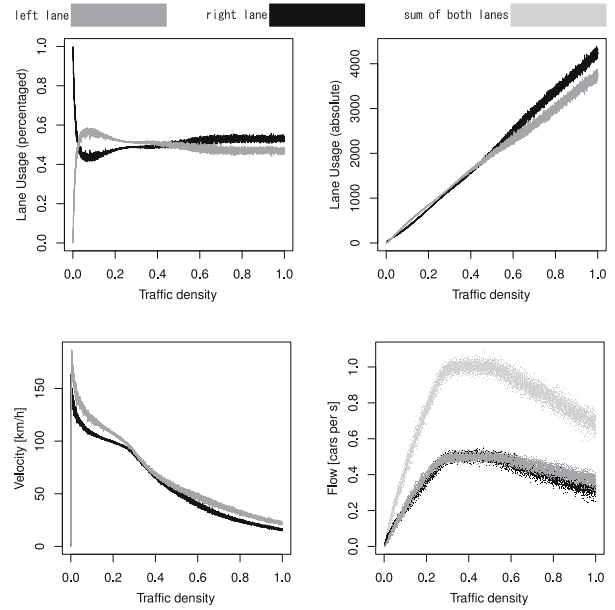 left lane
right lane
sum of both lanes
Lane Usage (percentaged)
1.0
0.8
0.6
0.4
0.2
0.0
0.0 0.2 0.4 0.6 0.8 1.0
Traffic density
Lane Usage (absolute)
4000
3000
2000
1000
0
0.0 0.2 0.4 0.6 0.8 1.0
Traffic density
Velocity [km/h]
150
100
50
0
0.0 0.2 0.4 0.6 0.8 1.0
Traffic density
Flow [cars per s]
1.0
0.8
0.6
0.4
0.2
0.0
0.0 0.2 0.4 0.6 0.8 1.0
Traffic density